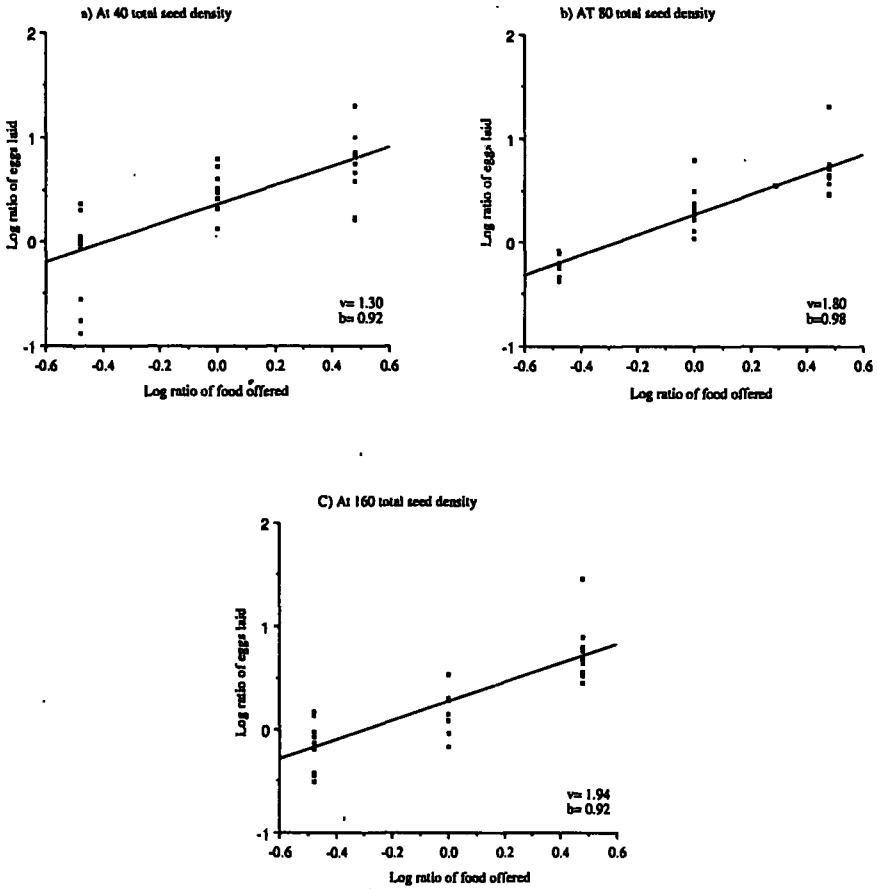 a) At 40 total seed density
2
1
0
-1
Log ratio of eggs laid
v= 1.30
b= 0.92
-0.6 -0.4 -0.2 0.0 0.2 0.4 0.6
Log ratio of food offered
b) AT 80 total seed density
2
1
0
-1
Log ratio of eggs laid
v=1.80
b=0.98
-0.6 -0.4 -0.2 0.0 0.2 0.4 0.6
Log ratio of food offered
C) At 160 total seed density
2
1
0
-1
Log ratio of eggs laid
v= 1.94
b= 0.92
-0.6 -0.4 -0.2 0.0 0.2 0.4 0.6
Log ratio of food offered